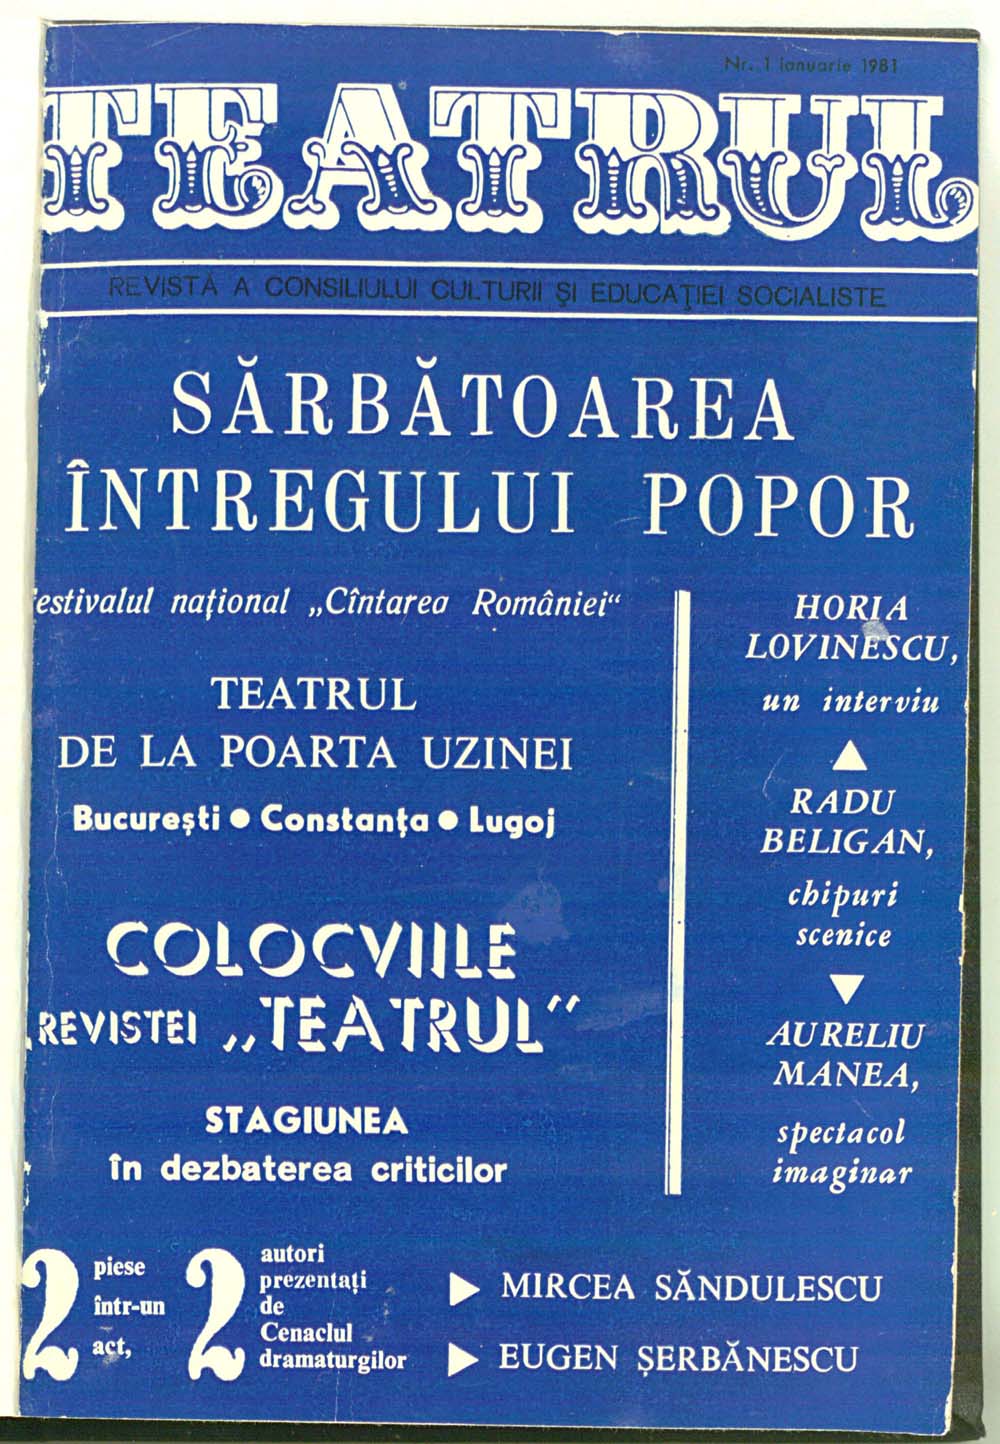 Nr. 1 ianuarie 1981
TEATRUL
REVISTĂ A CONSILIULUI CULTURII ŞI EDUCAŢIEI SOCIALISTE
SĂRBĂTOAREA
ÎNTREGULUI POPOR
festivalul naţional „Cîntarea României“
TEATRUL
DE LA POARTA UZINEI
Bucureşti • Constanţa • Lugoj
COLOCVIILE
REVISTEI „TEATRUL”
STAGIUNEA
în dezbaterea criticilor
HORIA
LOVINESCU,
un interviu
RADU
BELIGAN,
chipuri
scenice
AURELIU
MANEA,
spectacol
imaginar
2 piese
într-un
act,
2 autori
prezentaţi
de
Cenaclul
dramaturgilor
MIRCEA SĂNDULESCU
EUGEN ŞERBĂNESCU